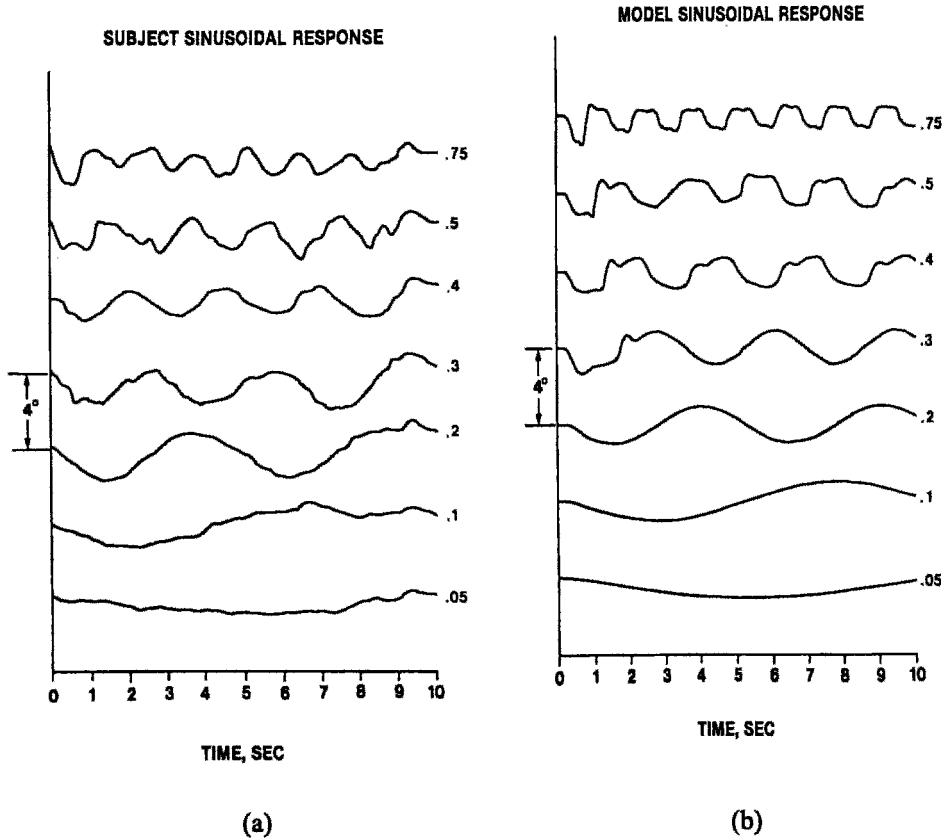 SUBJECT SINUSOIDAL RESPONSE
.75
.5
.4
.3
4°
.2
.1
.05
0 1 2 3 4 5 6 7 8 9 10
TIME, SEC
(a)
MODEL SINUSOIDAL RESPONSE
.75
.5
.4
.3
4°
.2
.1
.05
0 1 2 3 4 5 6 7 8 9 10
TIME, SEC
(b)